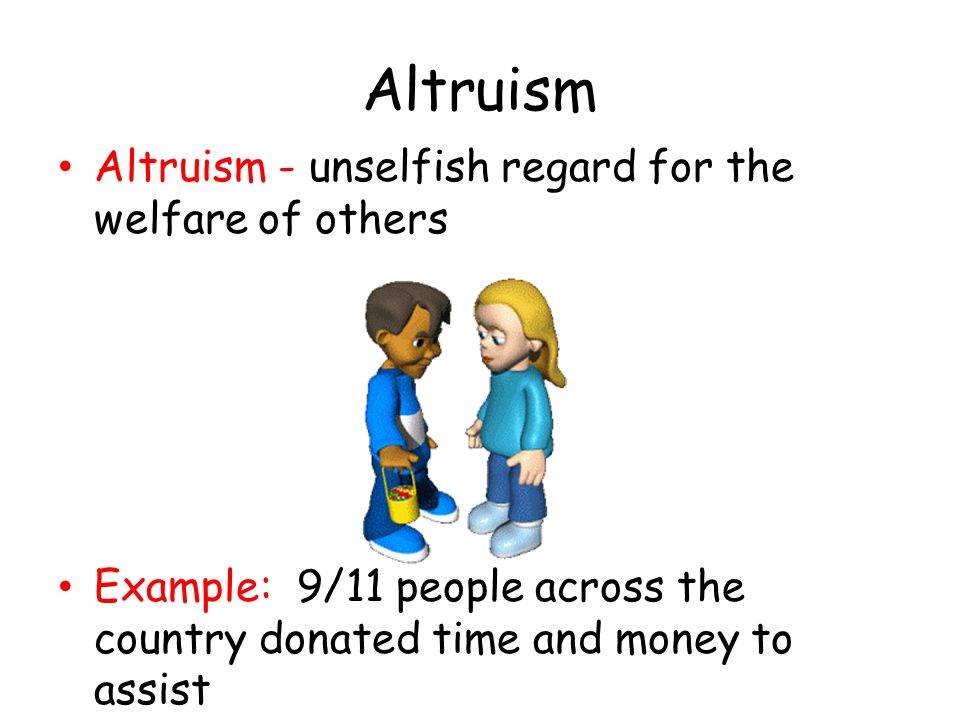 Altruism
• Altruism - unselfish regard for the
welfare of others
• Example:  9/11 people across the
country donated time and money to
assist